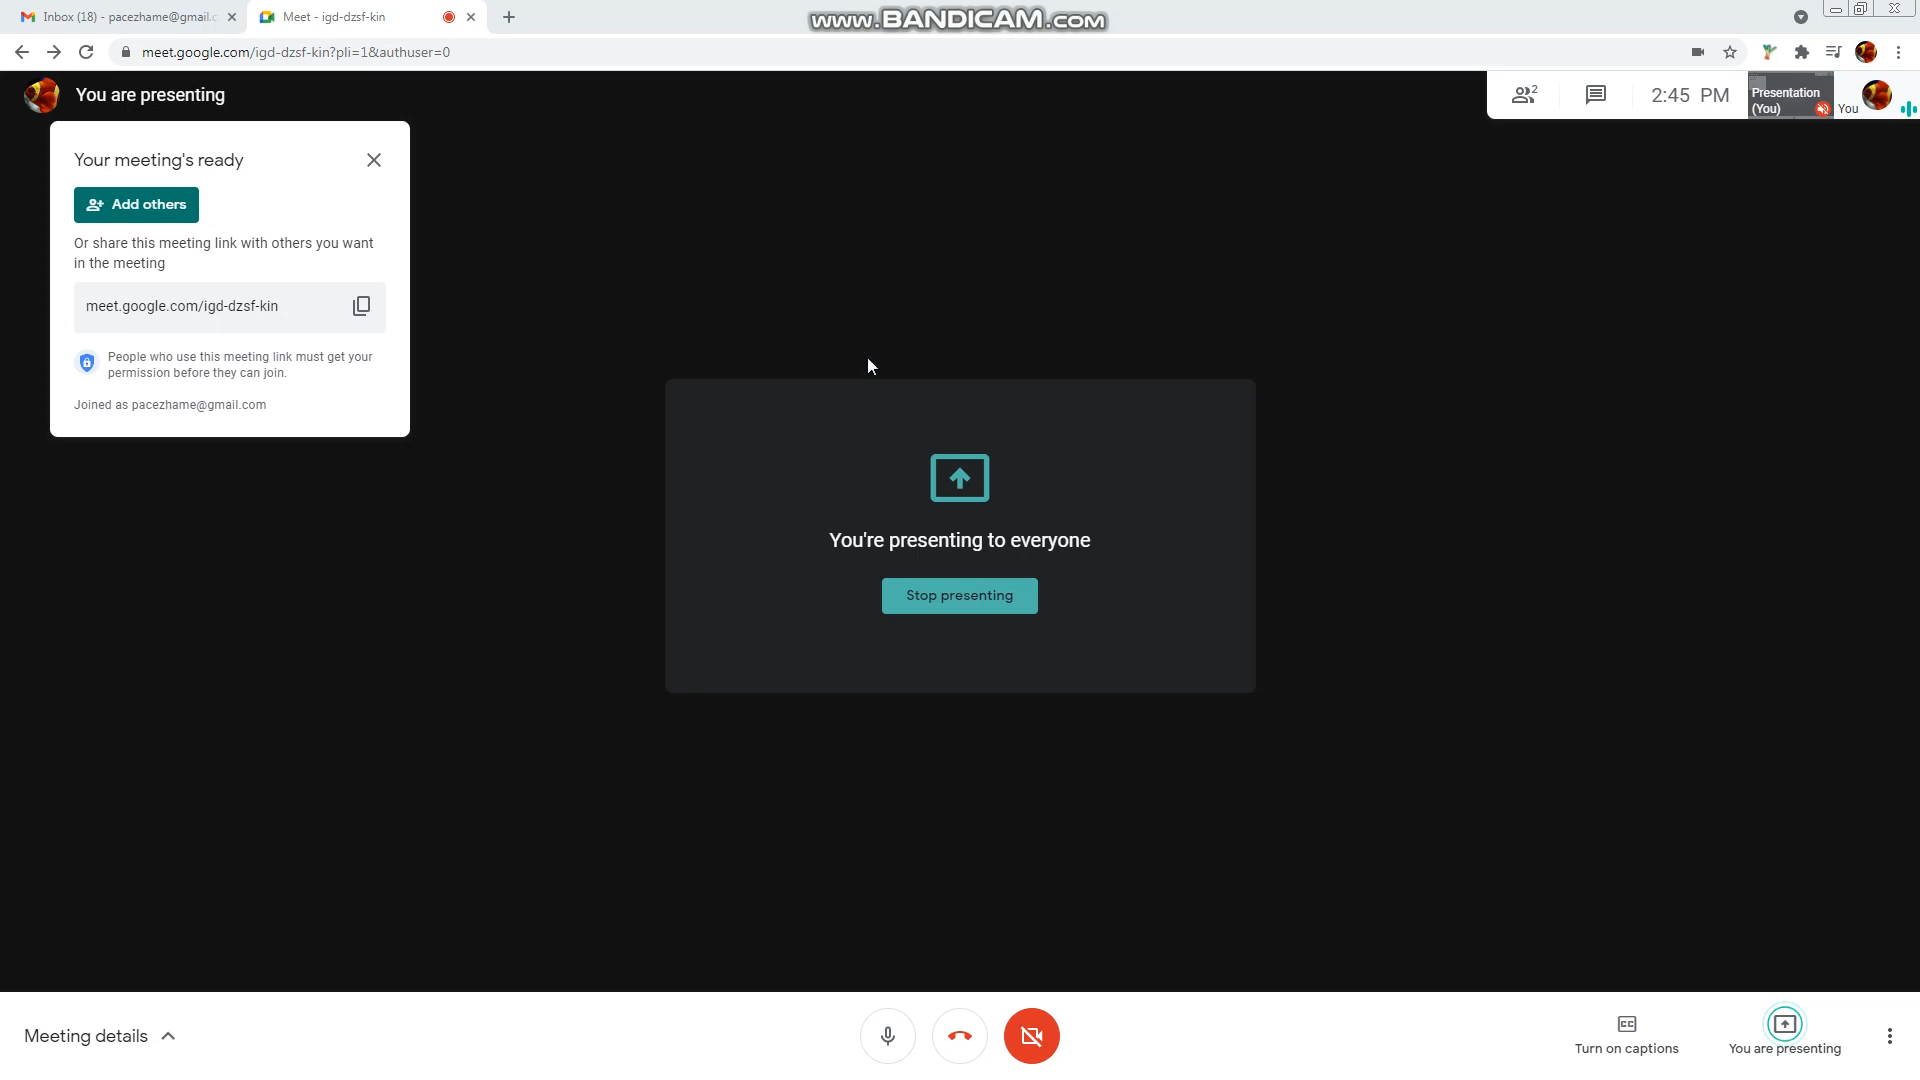 Inbox (18) - pacezhame@gmail.c
Meet - igd-dzsf-kin
www.BANDICAM.com
meet.google.com/igd-dzsf-kin?pli=1&authuser=0
You are presenting
2
2:45 PM
Presentation
(You)
You
Your meeting's ready
Add others
Or share this meeting link with others you want
in the meeting
meet.google.com/igd-dzsf-kin
People who use this meeting link must get your
permission before they can join.
Joined as pacezhame@gmail.com
You're presenting to everyone
Stop presenting
Meeting details
CC
Turn on captions
You are presenting